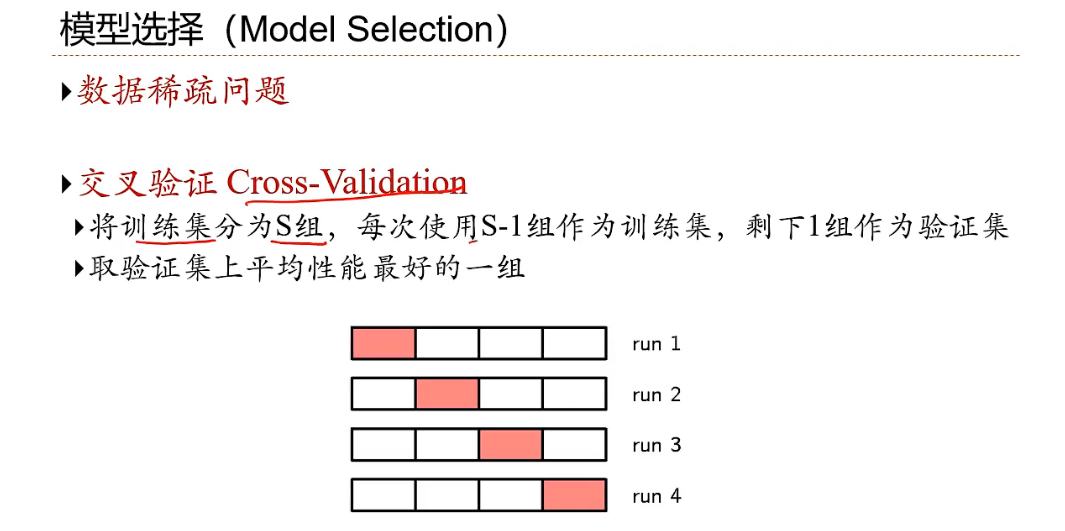 模型选择（Model Selection）
数据稀疏问题
交叉验证 Cross-Validation
将训练集分为S组，每次使用S-1组作为训练集，剩下1组作为验证集
取验证集上平均性能最好的一组
run 1
run 2
run 3
run 4